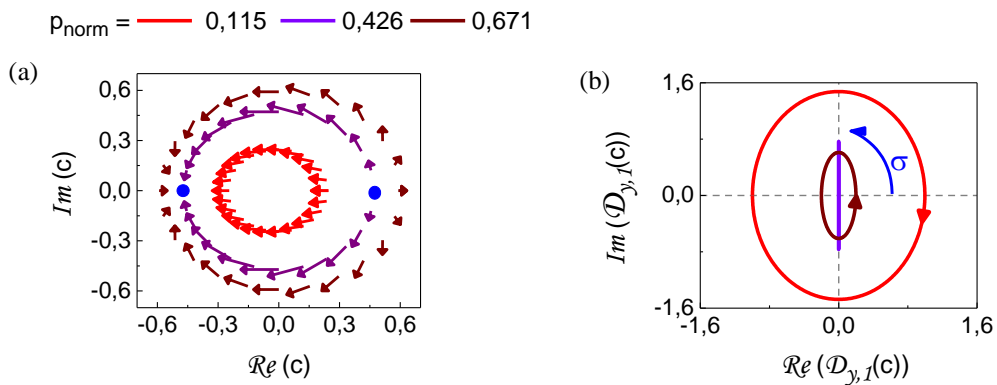 p_norm = 0,115 0,426 0,671
(a)
(b)
Im (c)
0,6
0,3
0,0
-0,3
-0,6
-0,6 -0,3 0,0 0,3 0,6
Re (c)
Im (D_y,1(c))
1,6
0,0
-1,6
σ
-1,6 0,0 1,6
Re (D_y,1(c))